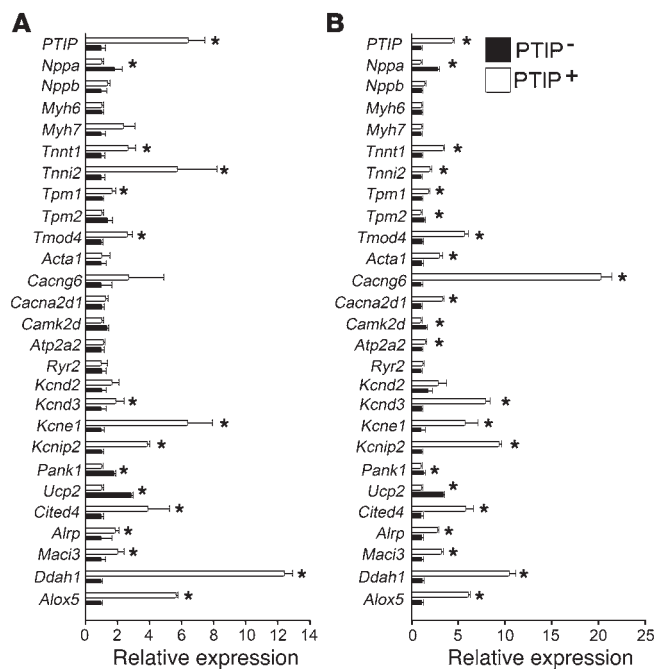 A
PTIP *
Nppa *
Nppb
Myh6
Myh7
Tnnt1 *
Tnni2 *
Tpm1 *
Tpm2
Tmod4 *
Acta1
Cacng6
Cacna2d1
Camk2d
Atp2a2
Ryr2
Kcnd2
Kcnd3 *
Kcne1 *
Kcnip2 *
Pank1 *
Ucp2 *
Cited4 *
Alrp *
Maci3 *
Ddah1 *
Alox5 *
0 2 4 6 8 10 12 14
Relative expression
B
PTIP⁻
PTIP⁺
PTIP *
Nppa *
Nppb
Myh6
Myh7
Tnnt1 *
Tnni2 *
Tpm1 *
Tpm2 *
Tmod4 *
Acta1 *
Cacng6 *
Cacna2d1 *
Camk2d *
Atp2a2 *
Ryr2
Kcnd2
Kcnd3 *
Kcne1 *
Kcnip2 *
Pank1 *
Ucp2 *
Cited4 *
Alrp *
Maci3 *
Ddah1 *
Alox5 *
0 5 10 15 20 25
Relative expression